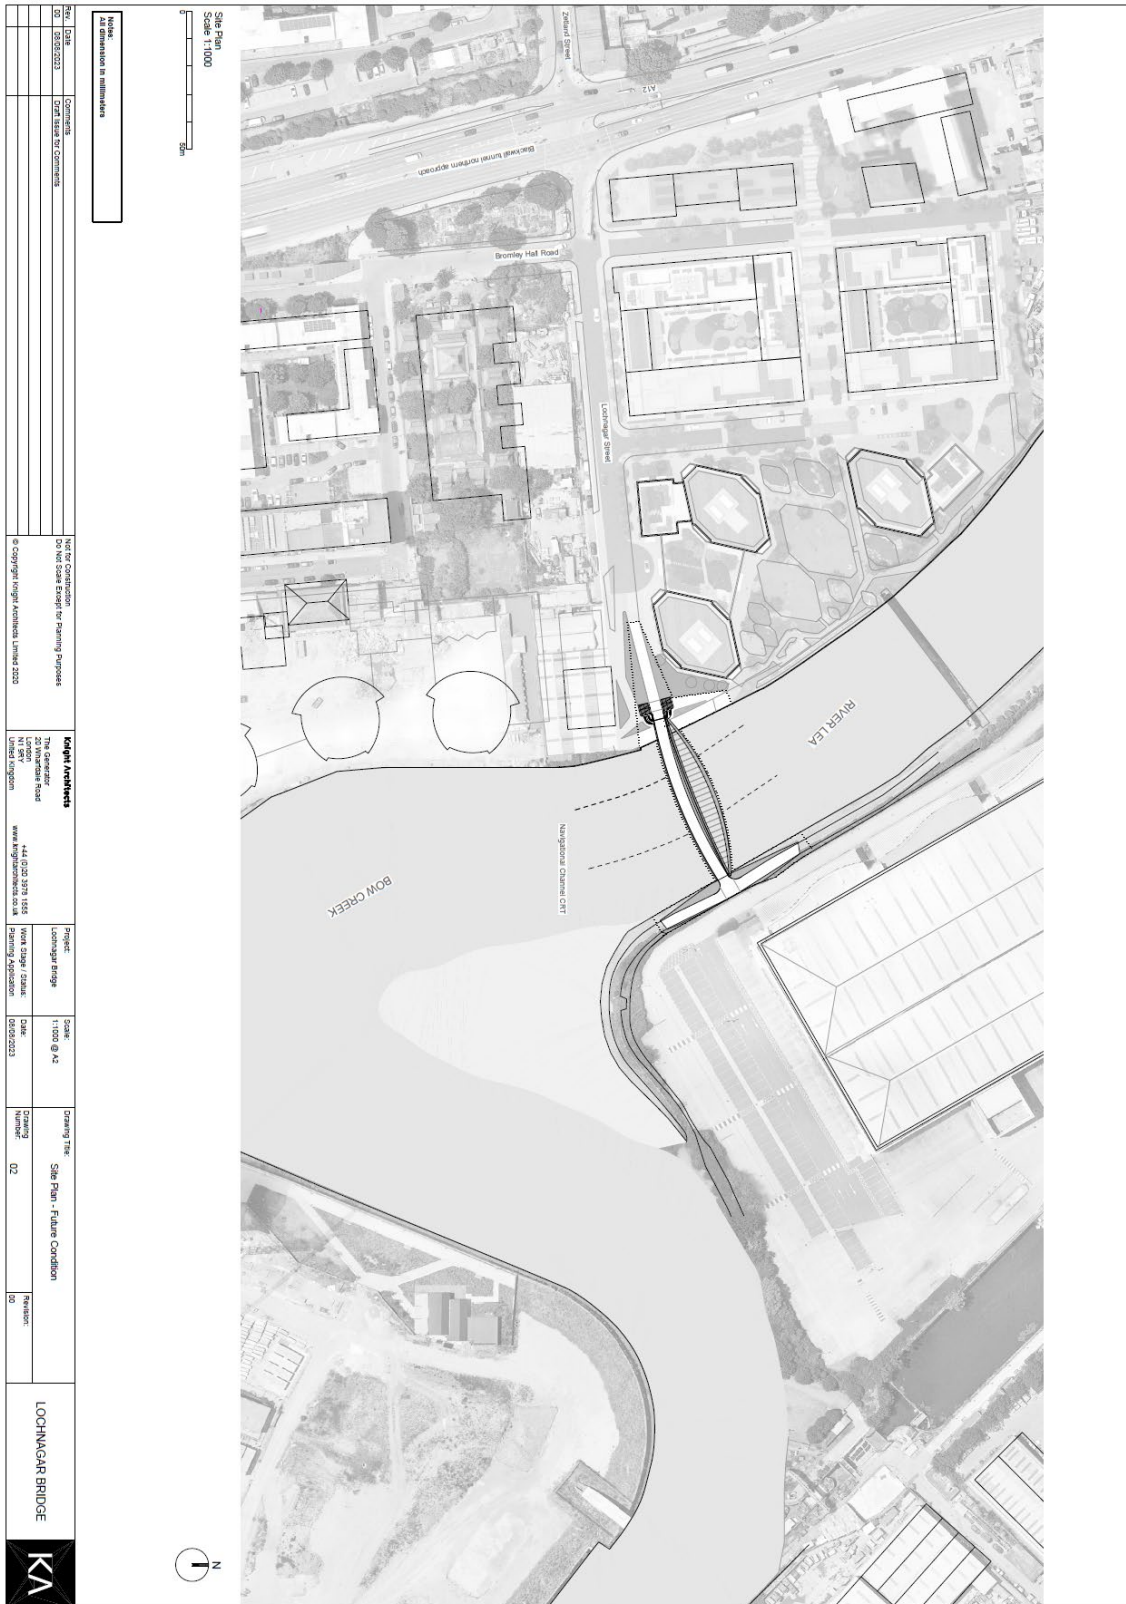 Site Plan
Scale 1:1000
0
50m
Notes:
All dimension in millimeters
Zetland Street
A12
Blackwall tunnel northern approach
Bromley Hall Road
Lochnagar Street
RIVER LEA
Navigational Channel CRT
BOW CREEK
N
Rev.
Date
Comments
00
08/08/2023
Draft Issue for Comments
Not for Construction
Do Not Scale Except for Planning Purposes
© Copyright Knight Architects Limited 2020
Knight Architects
The Generator
20 Wharfdale Road
London
N1 9RY
United Kingdom
+44 (0)20 3978 1555
www.knightarchitects.co.uk
Project:
Lochnagar Bridge
Work Stage / Status:
Planning Application
Scale:
1:1000 @ A2
Date:
Drawing Title:
Site Plan - Future Condition
Drawing
Number:
02
Revision:
00
LOCHNAGAR BRIDGE
KA